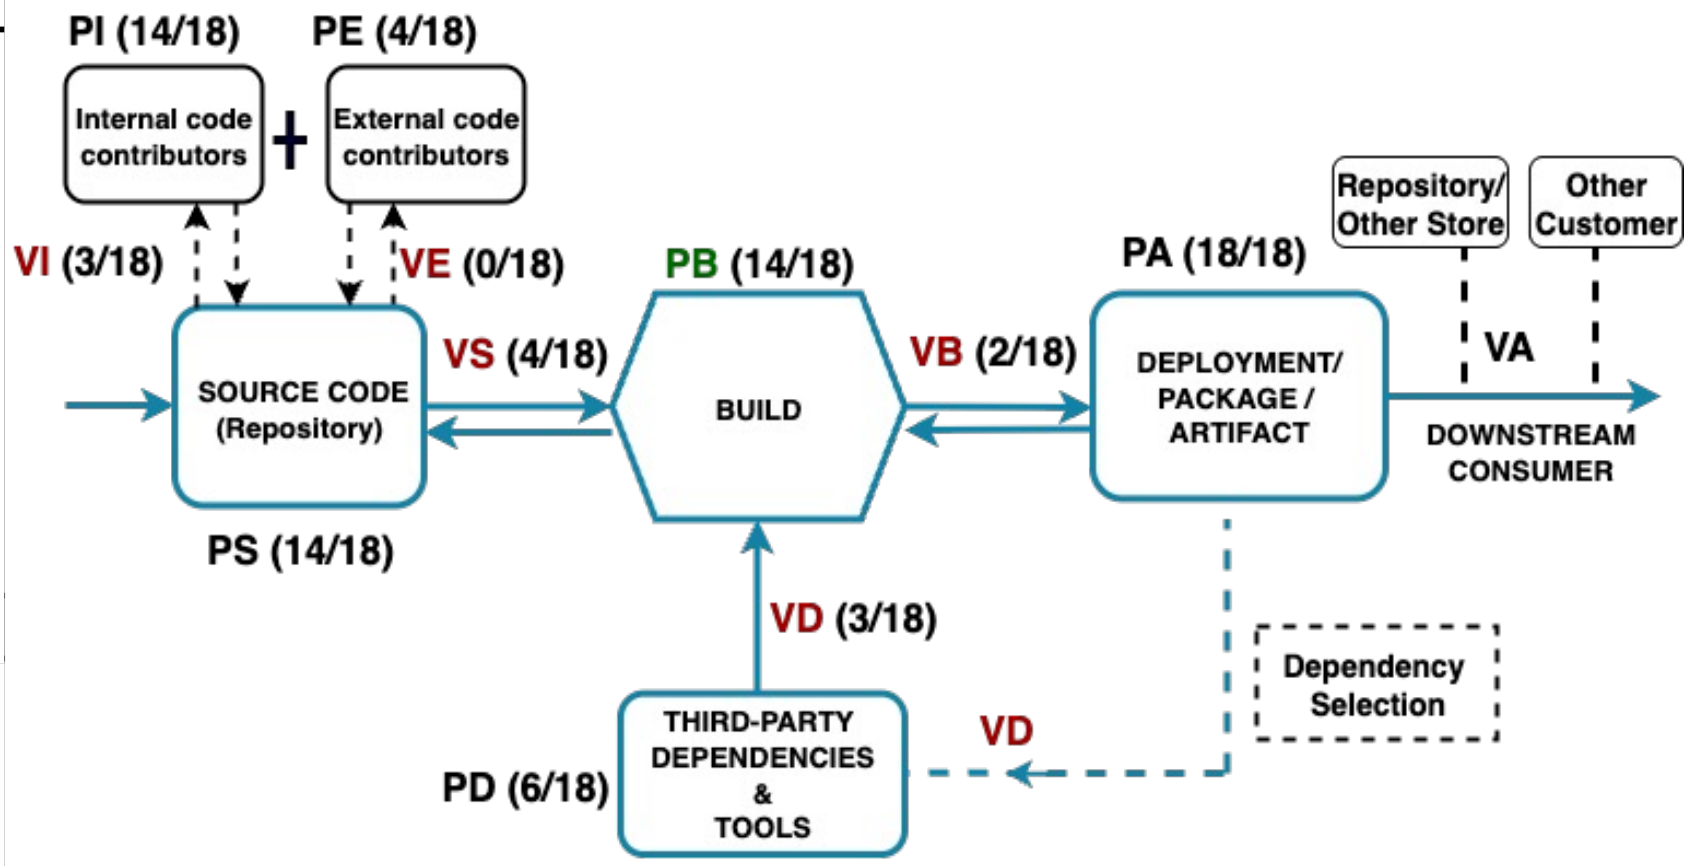 PI (14/18)
PE (4/18)
Internal code
contributors
+
External code
contributors
VI (3/18)
VE (0/18)
PB (14/18)
PA (18/18)
Repository/
Other Store
Other
Customer
VS (4/18)
VB (2/18)
VA
SOURCE CODE
(Repository)
BUILD
DEPLOYMENT/
PACKAGE /
ARTIFACT
DOWNSTREAM
CONSUMER
PS (14/18)
VD (3/18)
Dependency
Selection
VD
PD (6/18)
THIRD-PARTY
DEPENDENCIES
&
TOOLS